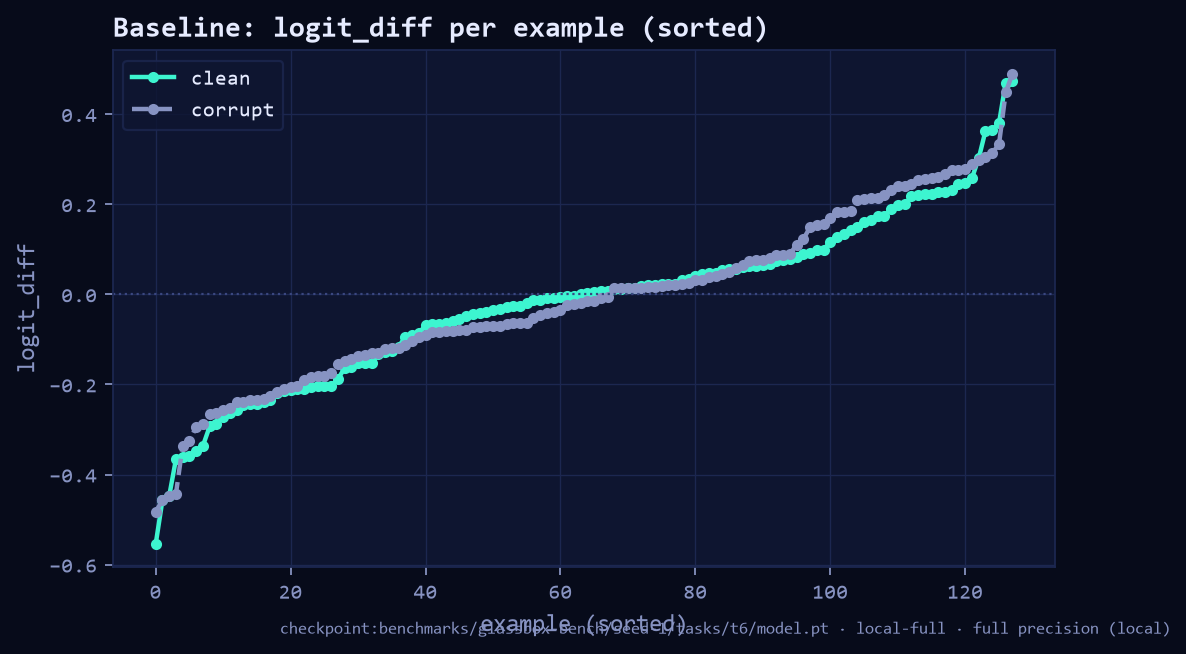 Baseline: logit_diff per example (sorted)
clean
corrupt
logit_diff
0.4
0.2
0.0
−0.2
−0.4
−0.6
0 20 40 60 80 100 120
example (sorted)
checkpoint:benchmarks/glassbox-bench/seed-1/tasks/t6/model.pt · local-full · full precision (local)